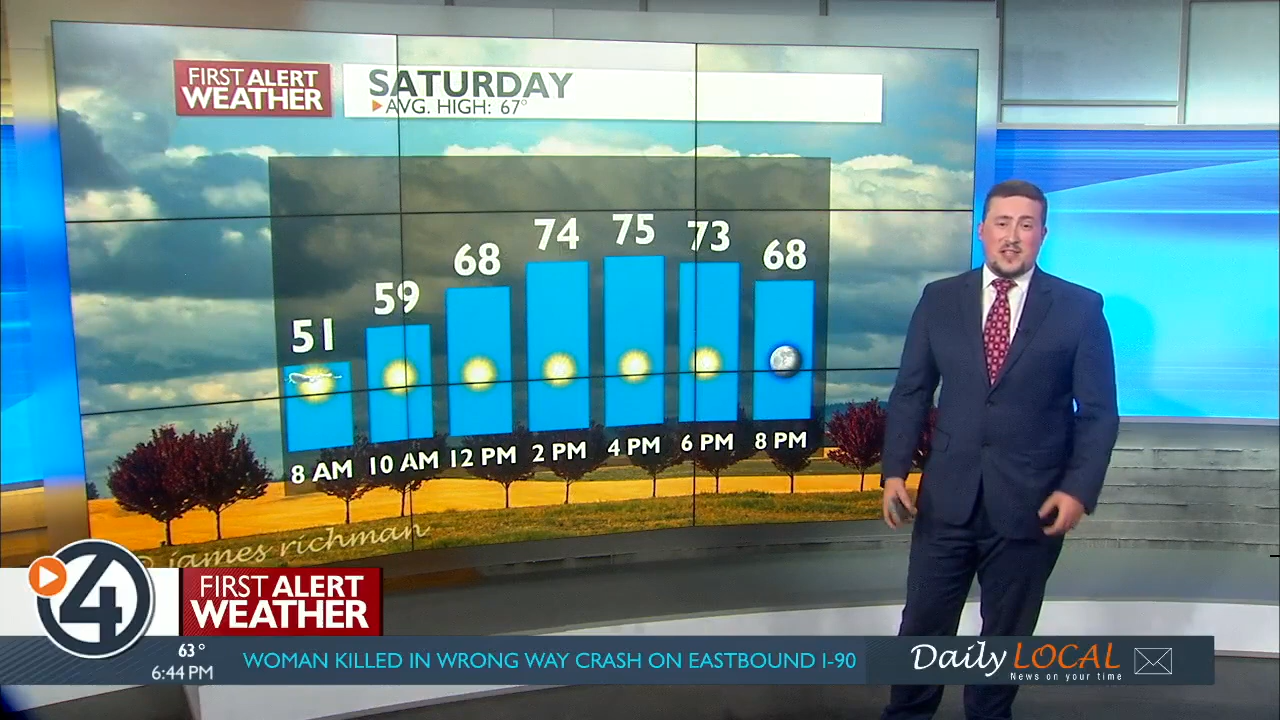 FIRST ALERT
WEATHER
SATURDAY
AVG. HIGH: 67°
51
59
68
74
75
73
68
8 AM
10 AM
12 PM
2 PM
4 PM
6 PM
8 PM
© james richman
4
FIRST ALERT
WEATHER
63°
6:44 PM
WOMAN KILLED IN WRONG WAY CRASH ON EASTBOUND I-90
Daily LOCAL
News on your time